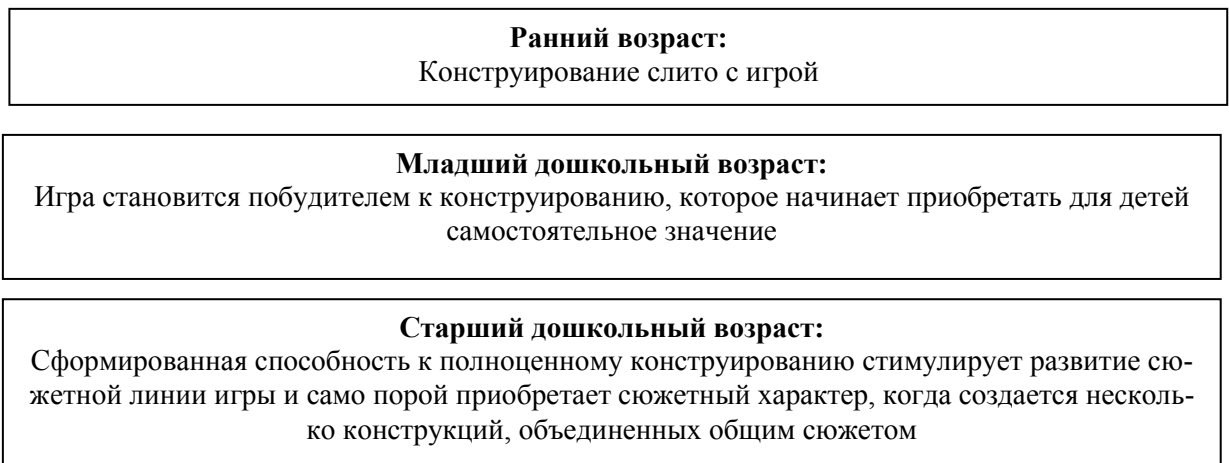 Ранний возраст:
Конструирование слито с игрой
Младший дошкольный возраст:
Игра становится побудителем к конструированию, которое начинает приобретать для детей
самостоятельное значение
Старший дошкольный возраст:
Сформированная способность к полноценному конструированию стимулирует развитие сю-
жетной линии игры и само порой приобретает сюжетный характер, когда создается несколь-
ко конструкций, объединенных общим сюжетом